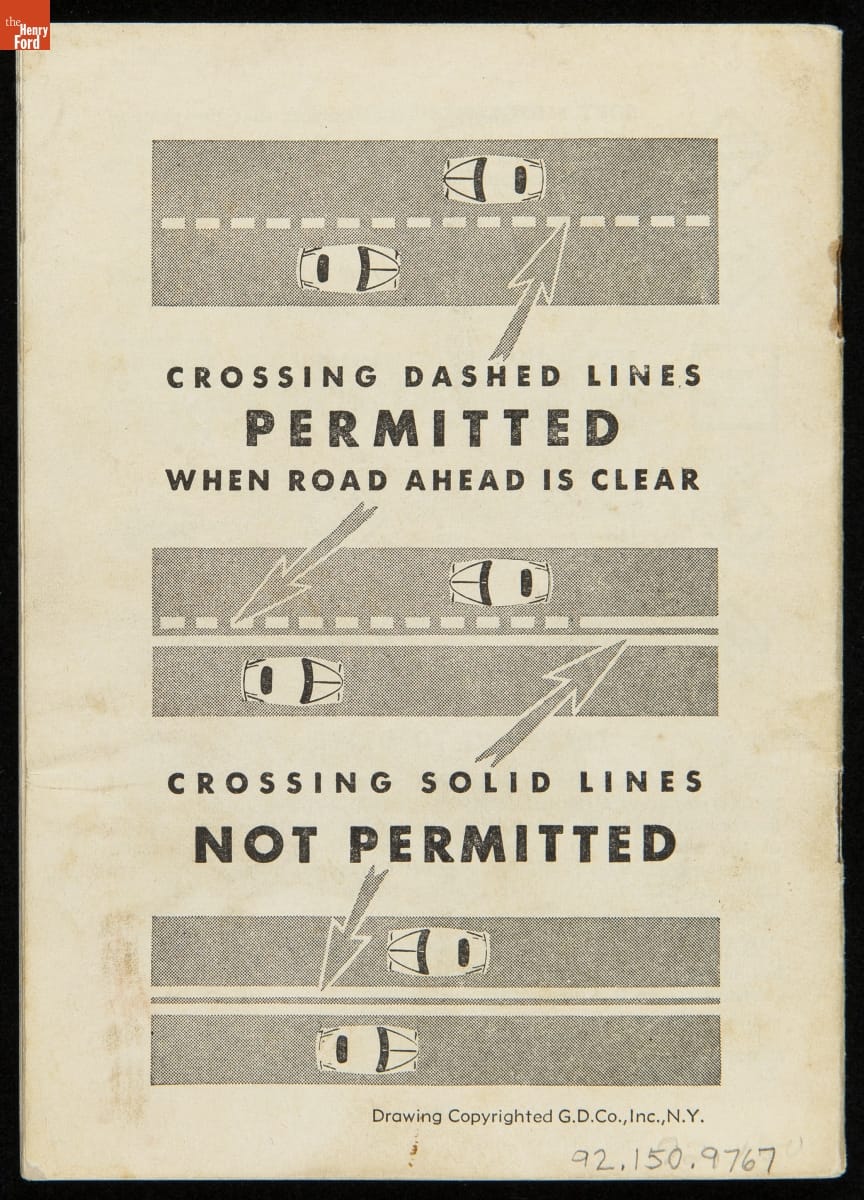 the
Henry
Ford
CROSSING DASHED LINES
PERMITTED
WHEN ROAD AHEAD IS CLEAR
CROSSING SOLID LINES
NOT PERMITTED
Drawing Copyrighted G.D.Co.,Inc.,N.Y.
92.150.9767